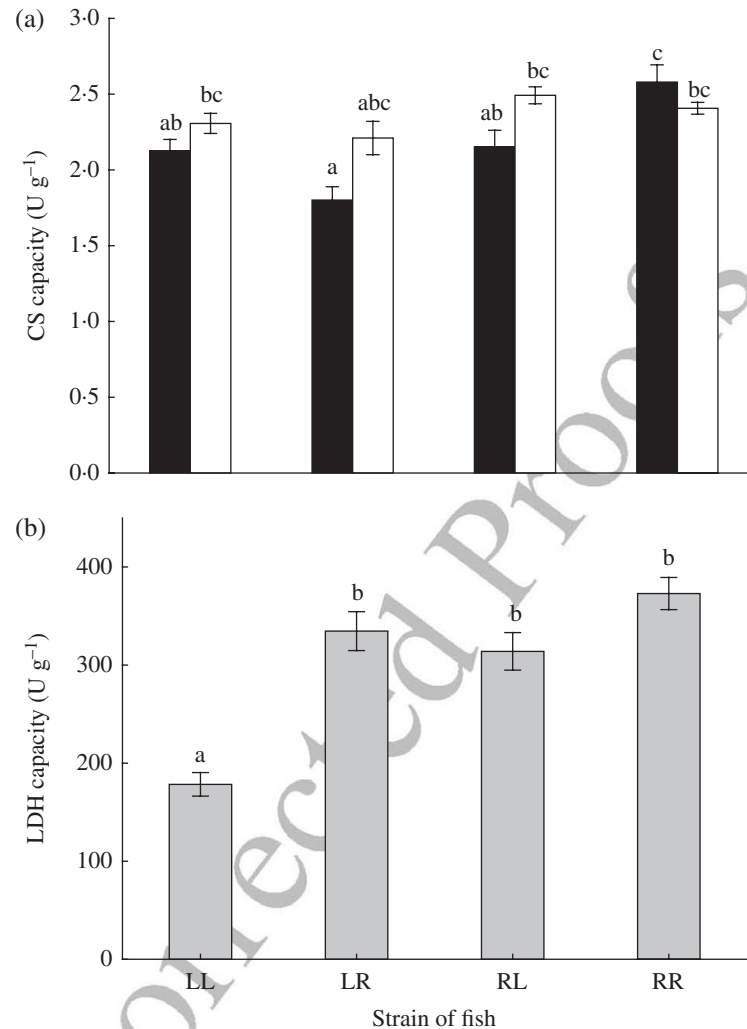 (a)
3·0
2·5
2·0
1·5
1·0
0·5
0·0
CS capacity (U g⁻¹)
ab
bc
a
abc
ab
bc
c
bc
(b)
400
300
200
100
0
LDH capacity (U g⁻¹)
a
b
b
b
LL
LR
RL
RR
Strain of fish
orrected Proofs